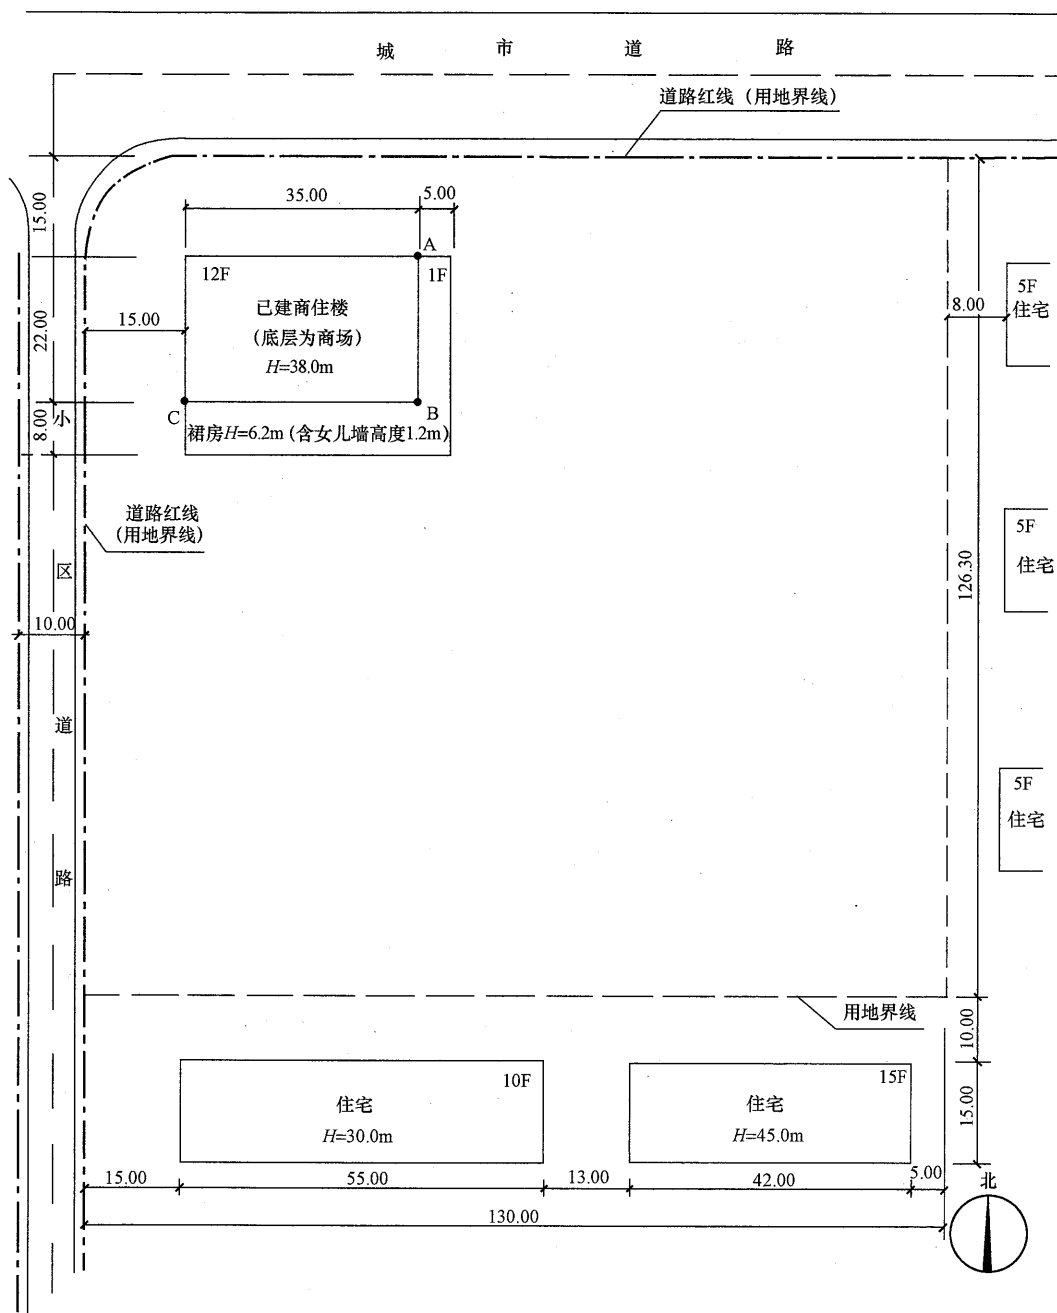 城 市 道 路
道路红线（用地界线）
35.00
5.00
15.00
A
12F
1F
已建商住楼
（底层为商场）
H=38.0m
15.00
22.00
C
B
8.00
裙房H=6.2m（含女儿墙高度1.2m）
5F
住宅
8.00
小
区
道
路
道路红线
（用地界线）
10.00
5F
住宅
126.30
5F
住宅
用地界线
10.00
10F
住宅
H=30.0m
15F
住宅
H=45.0m
15.00
15.00
55.00
13.00
42.00
5.00
130.00
北